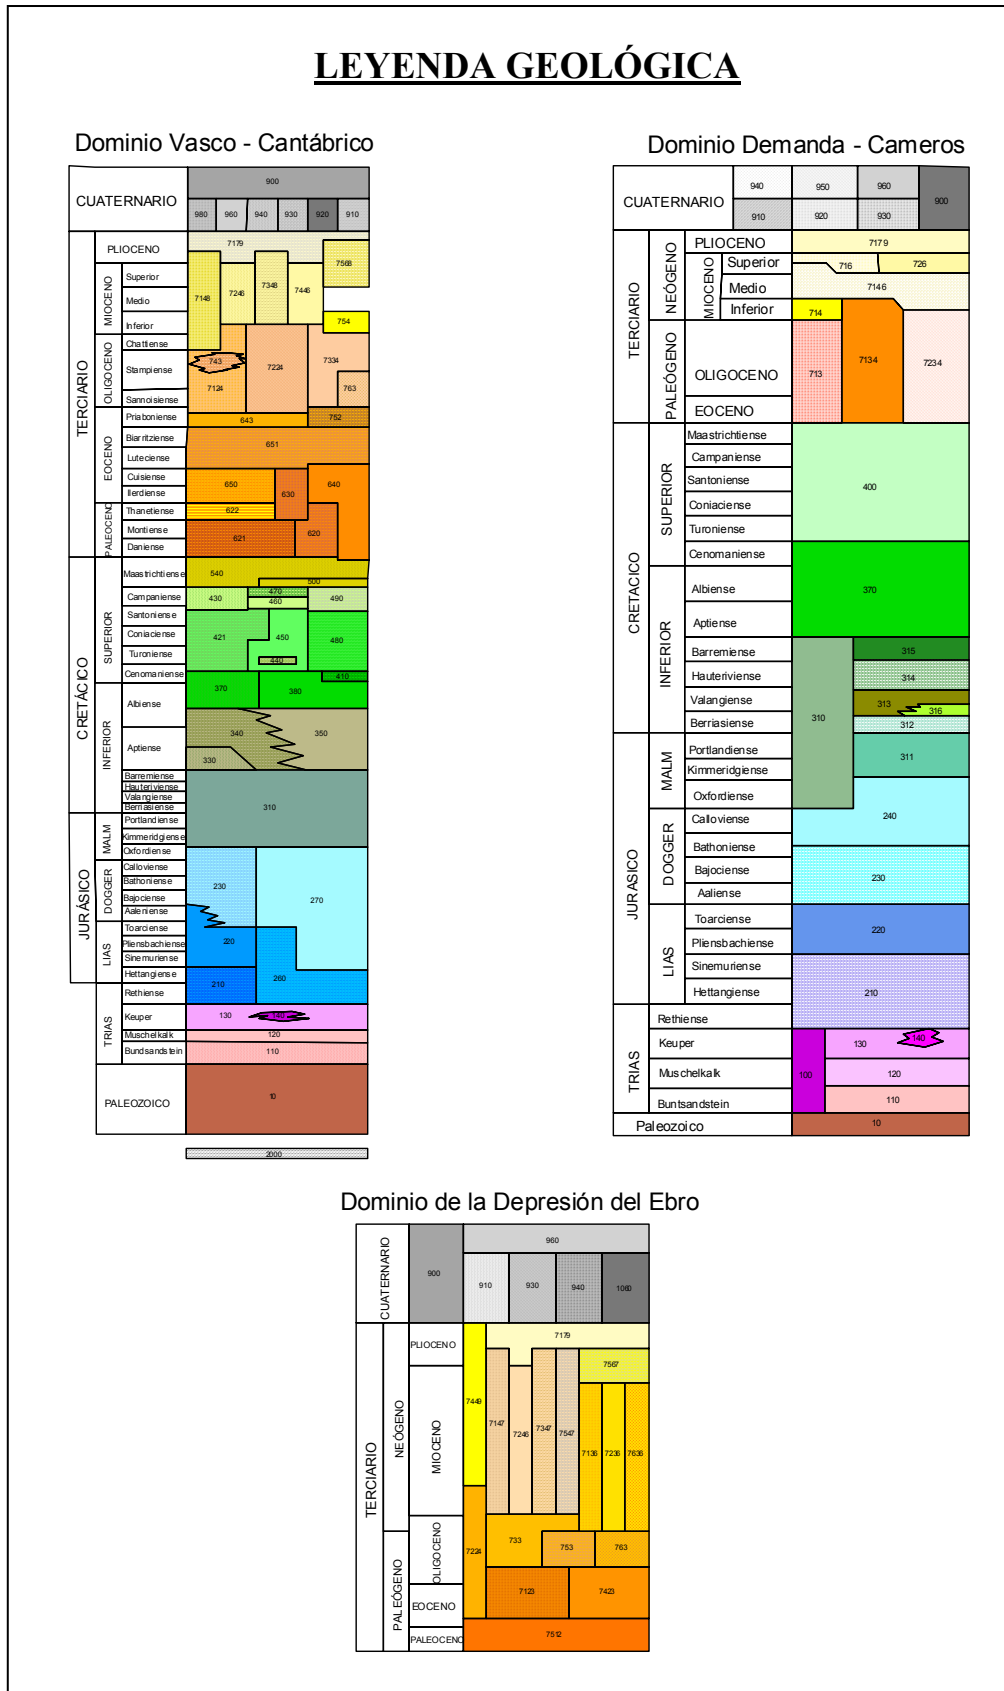 LEYENDA GEOLÓGICA
Dominio Vasco - Cantábrico
CUATERNARIO
900
980 960 940 930 920 910
TERCIARIO
PLIOCENO
7179
7568
MIOCENO
Superior
Medio
Inferior
7148 7246 7348 7446
754
OLIGOCENO
Chattiense
Stampiense
Sannoisiense
743
7124
7224
7334
763
EOCENO
Priaboniense
643
752
Biarritziense
651
Luteciense
Cuisiense
650
630
640
Ilerdiense
PALEOCENO
Thanetiense
622
Montiense
621
620
Daniense
CRETÁCICO
SUPERIOR
Maastrichtiense
540
500
Campaniense
430
470
460
490
Santoniense
Coniaciense
421
450
480
Turoniense
440
Cenomaniense
410
370
380
INFERIOR
Albiense
340
350
Aptiense
330
Barremiense
Hauteriviense
Valangiense
Berriasiense
310
JURÁSICO
MALM
Portlandiense
Kimmeridgiense
Oxfordiense
DOGGER
Calloviense
Bathoniense
Bajociense
Aaleniense
230
270
LIAS
Toarciense
Pliensbachiense
220
Sinemuriense
Hettangiense
210
260
TRIAS
Rethiense
Keuper
130
140
Muschelkalk
120
Bundsandstein
110
PALEOZOICO
10
2000
Dominio Demanda - Cameros
CUATERNARIO
940 950 960
900
910 920 930
TERCIARIO
NEÓGENO
PLIOCENO
7179
MIOCENO
Superior
716
726
Medio
7146
Inferior
714
PALEÓGENO
OLIGOCENO
713
7134
7234
EOCENO
CRETACICO
SUPERIOR
Maastrichtiense
Campaniense
Santoniense
400
Coniaciense
Turoniense
Cenomaniense
INFERIOR
Albiense
370
Aptiense
Barremiense
315
Hauteriviense
314
Valangiense
313
316
310
Berriasiense
312
JURASICO
MALM
Portlandiense
311
Kimmeridgiense
Oxfordiense
DOGGER
Calloviense
240
Bathoniense
Bajociense
230
Aaliense
LIAS
Toarciense
220
Pliensbachiense
Sinemuriense
210
Hettangiense
TRIAS
Rethiense
Keuper
130
140
100
Muschelkalk
120
Buntsandstein
110
Paleozoico
10
Dominio de la Depresión del Ebro
CUATERNARIO
900
960
910 930 940 1060
TERCIARIO
NEÓGENO
PLIOCENO
7179
7567
MIOCENO
7449
7147 7246 7347 7547
7136 7236 7636
PALEÓGENO
OLIGOCENO
7224
733 753 763
EOCENO
7123 7423
PALEOCENO
7512